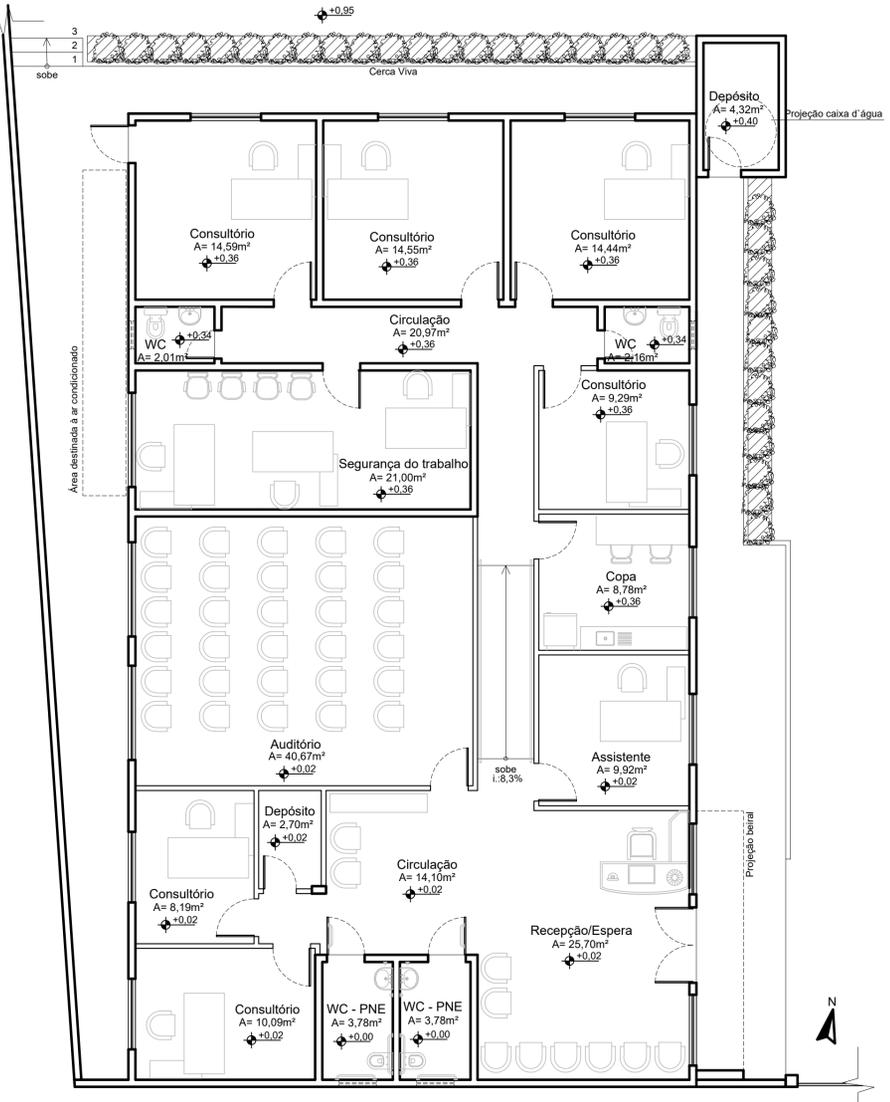 +0,95
3
2
1
sobe
Cerca Viva
Depósito
A= 4,32m²
+0,40
Projeção caixa d´água
Consultório
A= 14,59m²
+0,36
Consultório
A= 14,55m²
+0,36
Consultório
A= 14,44m²
+0,36
Circulação
A= 20,97m²
+0,36
WC
+0,34
A= 2,01m²
WC
+0,34
A= 2,16m²
Área destinada à ar condicionado
Consultório
A= 9,29m²
+0,36
Segurança do trabalho
A= 21,00m²
+0,36
Copa
A= 8,78m²
+0,36
Auditório
A= 40,67m²
+0,02
sobe
i.:8,3%
Assistente
A= 9,92m²
+0,02
Depósito
A= 2,70m²
+0,02
Projeção beiral
Circulação
A= 14,10m²
+0,02
Consultório
A= 8,19m²
+0,02
Recepção/Espera
A= 25,70m²
+0,02
Consultório
A= 10,09m²
+0,02
WC - PNE
A= 3,78m²
+0,00
WC - PNE
A= 3,78m²
+0,00
N